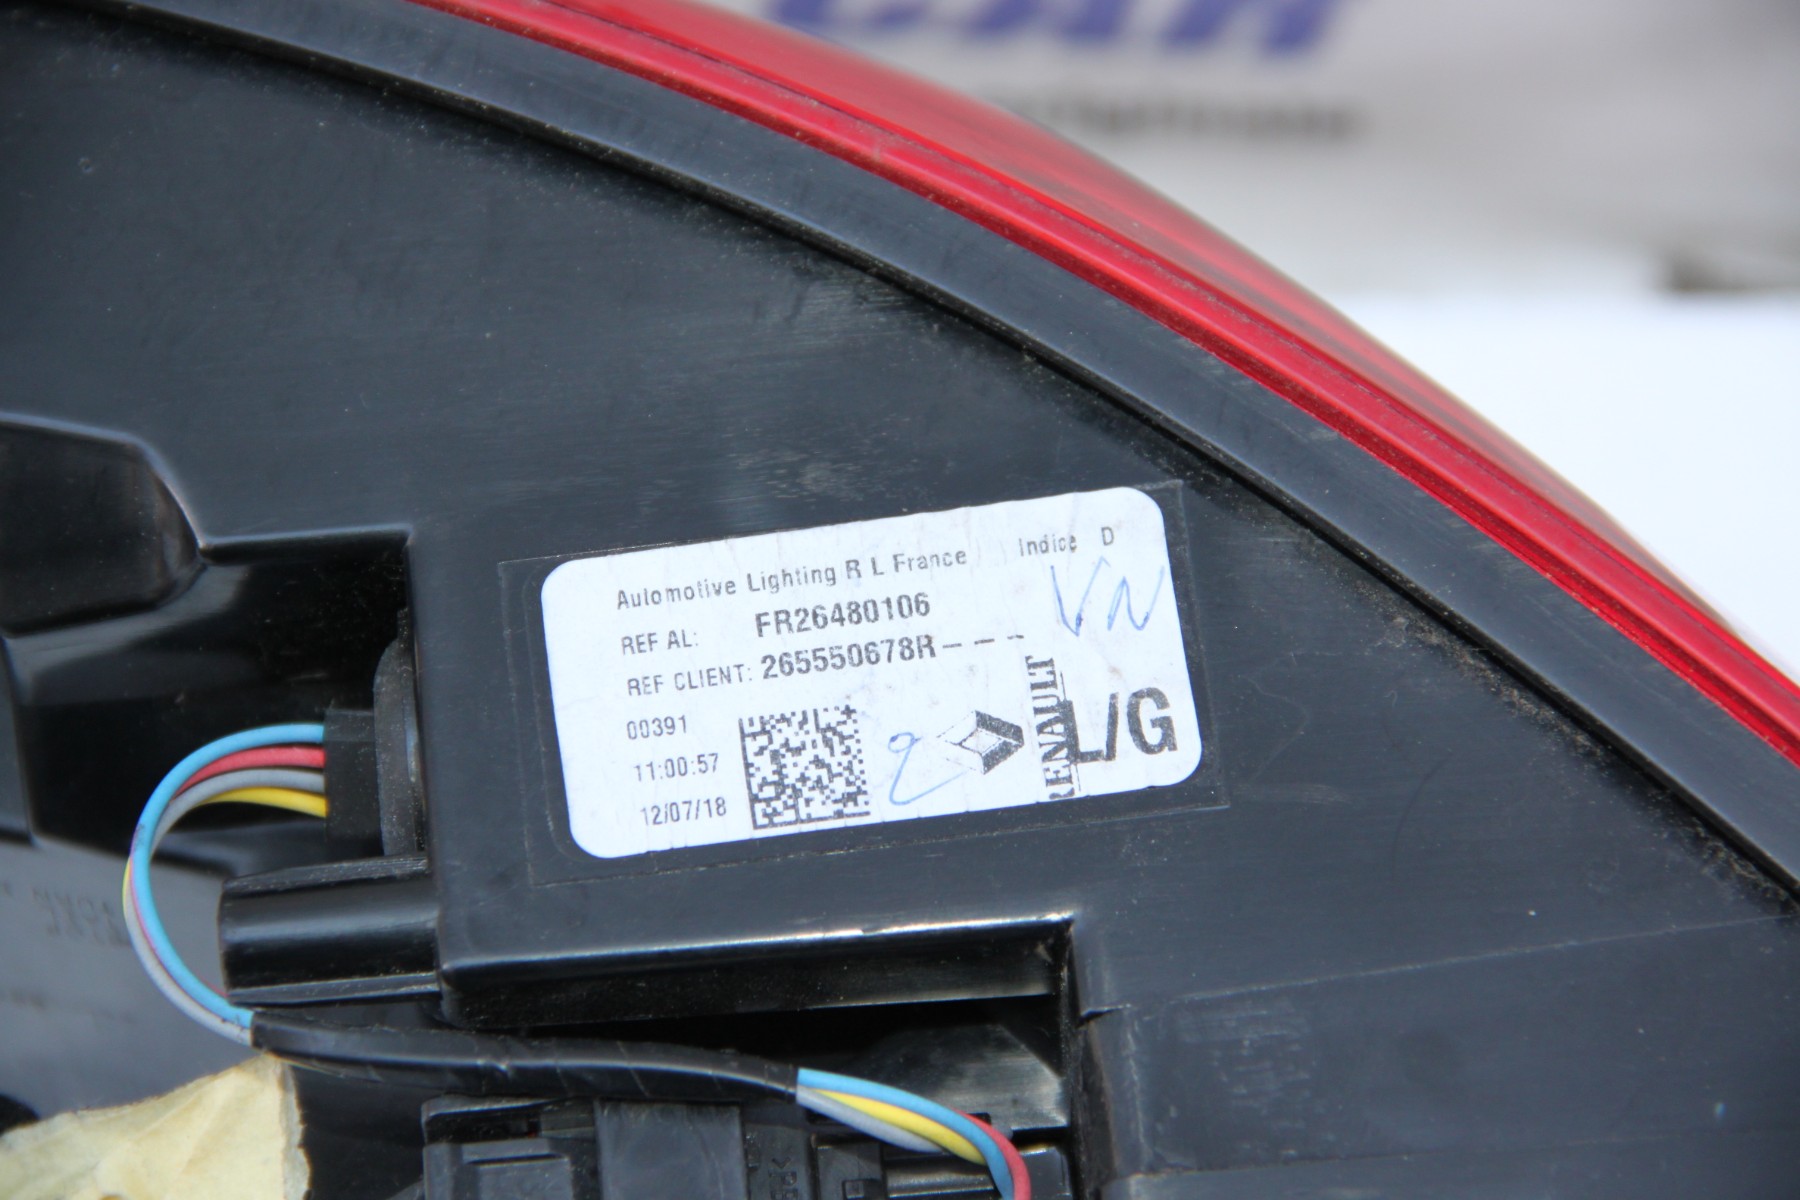 Automotive Lighting R L France Indice D
REF AL: FR26480106
VN
REF CLIENT: 265550678R---
00391
11:00:57
12/07/18
2
RENAULT
L/G